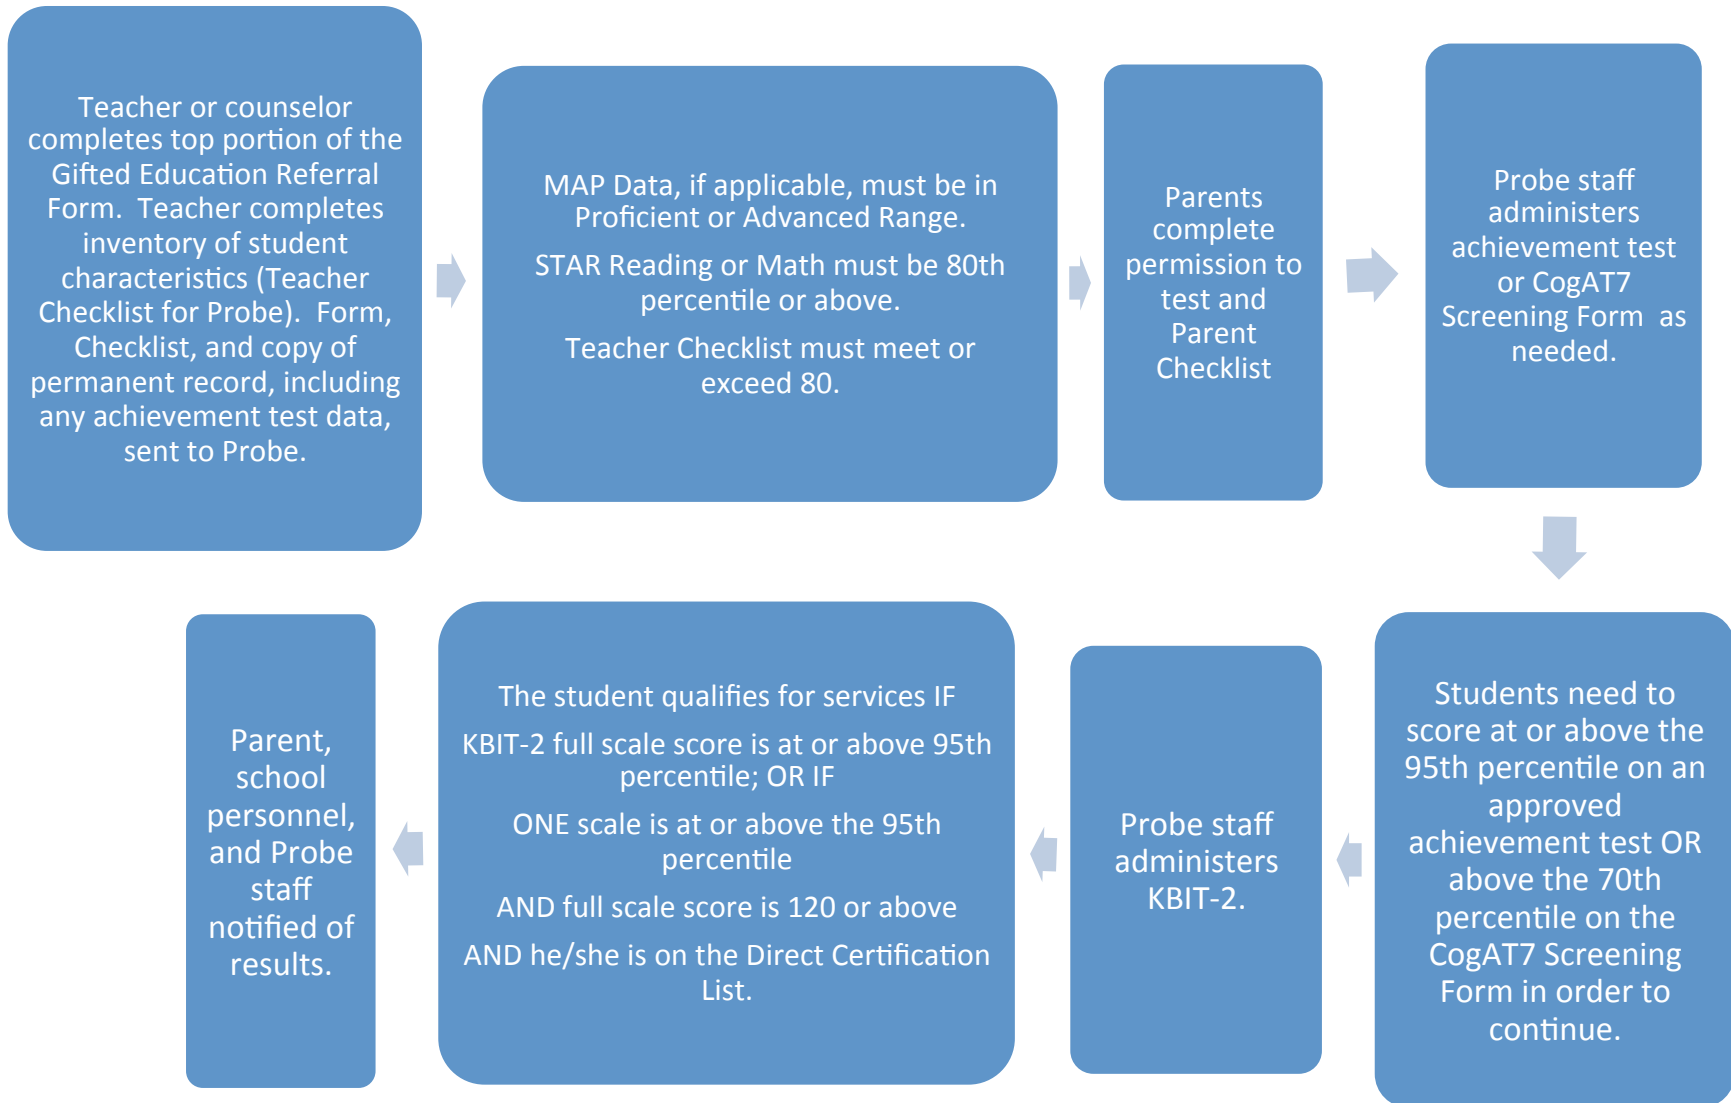 Teacher or counselor
completes top portion of the
Gifted Education Referral
Form.  Teacher completes
inventory of student
characteristics (Teacher
Checklist for Probe).  Form,
Checklist, and copy of
permanent record, including
any achievement test data,
sent to Probe.
MAP Data, if applicable, must be in
Proficient or Advanced Range.
STAR Reading or Math must be 80th
percentile or above.
Teacher Checklist must meet or
exceed 80.
Parents
complete
permission to
test and
Parent
Checklist
Probe staff
administers
achievement test
or CogAT7
Screening Form  as
needed.
Students need to
score at or above the
95th percentile on an
approved
achievement test OR
above the 70th
percentile on the
CogAT7 Screening
Form in order to
continue.
Probe staff
administers
KBIT-2.
The student qualifies for services IF
KBIT-2 full scale score is at or above 95th
percentile; OR IF
ONE scale is at or above the 95th
percentile
AND full scale score is 120 or above
AND he/she is on the Direct Certification
List.
Parent,
school
personnel,
and Probe
staff
notified of
results.